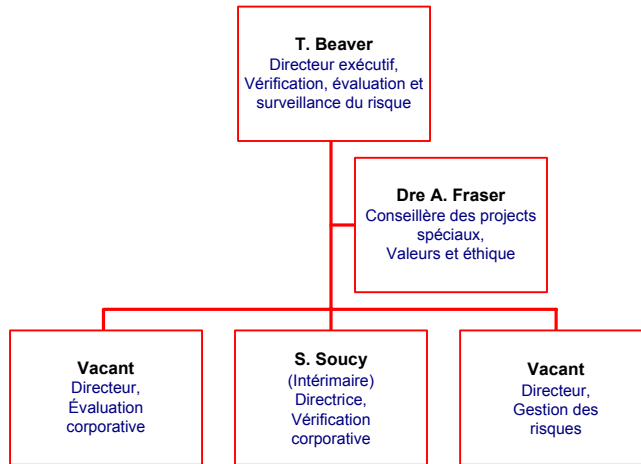 T. Beaver
Directeur exécutif,
Vérification, évaluation et
surveillance du risque
Dre A. Fraser
Conseillère des projects
spéciaux,
Valeurs et éthique
Vacant
Directeur,
Évaluation
corporative
S. Soucy
(Intérimaire)
Directrice,
Vérification
corporative
Vacant
Directeur,
Gestion des
risques